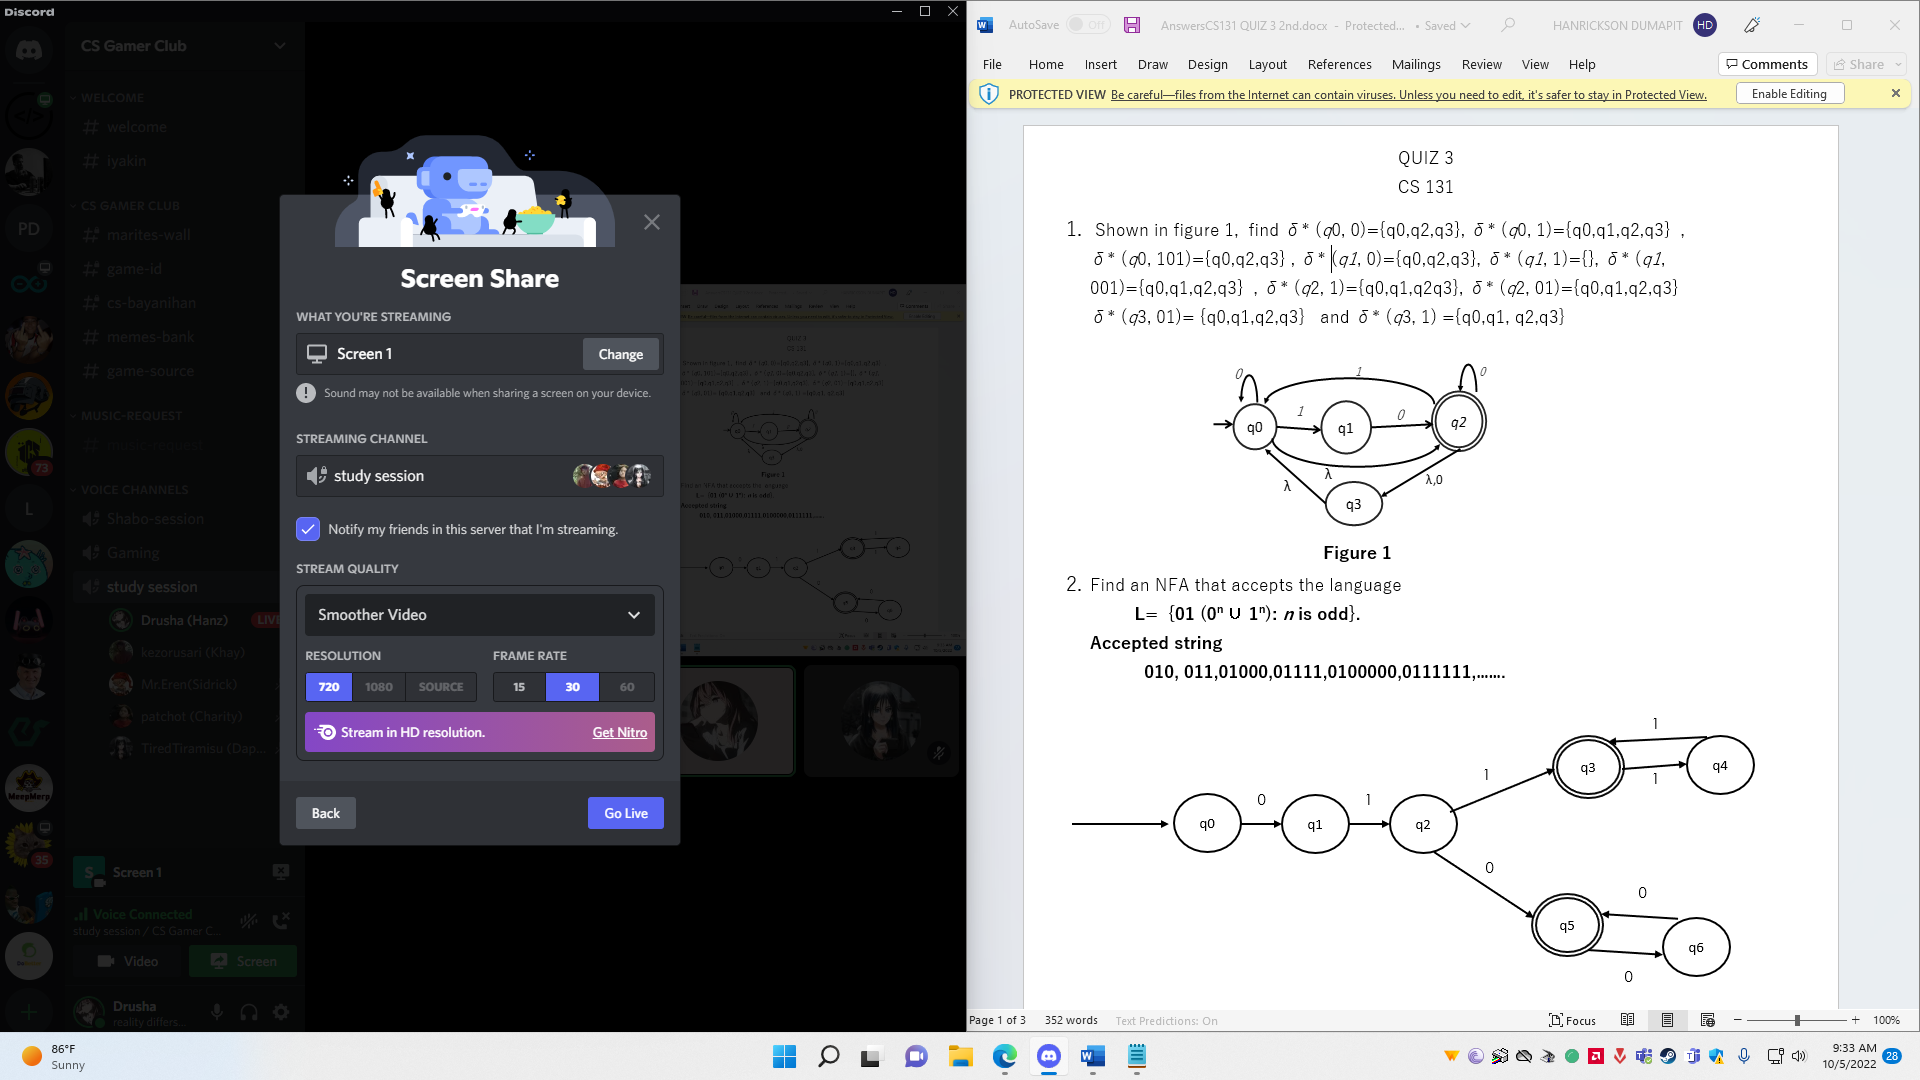 Discord
CS Gamer Club
WELCOME
welcome
iyakin
CS GAMER CLUB
marites-wall
game-id
cs-bayanihan
memes-bank
game-source
MUSIC-REQUEST
music-request
VOICE CHANNELS
Shabo-session
Gaming
study session
Drusha (Hanz) LIVE
kezorusari (Khay)
Mr.Eren(Sidrick)
patchot (Charity)
TiredTiramisu (Dap...
PD
L
73
35
MeepMerp
S Screen 1
Voice Connected
study session / CS Gamer C...
Video
Screen
Drusha
reality differs...
Screen Share
WHAT YOU'RE STREAMING
Screen 1
Change
Sound may not be available when sharing a screen on your device.
STREAMING CHANNEL
study session
Notify my friends in this server that I'm streaming.
STREAM QUALITY
Smoother Video
RESOLUTION
FRAME RATE
720 1080 SOURCE
15 30 60
Stream in HD resolution.
Get Nitro
Back
Go Live
AutoSave Off
AnswersCS131 QUIZ 3 2nd.docx - Protected... • Saved
HANRICKSON DUMAPIT HD
File Home Insert Draw Design Layout References Mailings Review View Help
Comments
Share
PROTECTED VIEW Be careful—files from the Internet can contain viruses. Unless you need to edit, it's safer to stay in Protected View.
Enable Editing
QUIZ 3
CS 131
1. Shown in figure 1, find δ* (q0, 0)={q0,q2,q3}, δ* (q0, 1)={q0,q1,q2,q3} ,
δ* (q0, 101)={q0,q2,q3} , δ* (q1, 0)={q0,q2,q3}, δ* (q1, 1)={}, δ* (q1,
001)={q0,q1,q2,q3} , δ* (q2, 1)={q0,q1,q2q3}, δ* (q2, 01)={q0,q1,q2,q3}
δ* (q3, 01)= {q0,q1,q2,q3} and δ* (q3, 1) ={q0,q1, q2,q3}
0
1
0
1
0
q0
q1
q2
λ
λ
λ,0
q3
Figure 1
2. Find an NFA that accepts the language
L= {01 (0ⁿ ∪ 1ⁿ): n is odd}.
Accepted string
010, 011,01000,01111,0100000,0111111,.......
1
q3
q4
1
1
0
1
q0
q1
q2
0
0
q5
q6
0
Page 1 of 3
352 words
Text Predictions: On
Focus
100%
86°F
Sunny
9:33 AM
10/5/2022
28